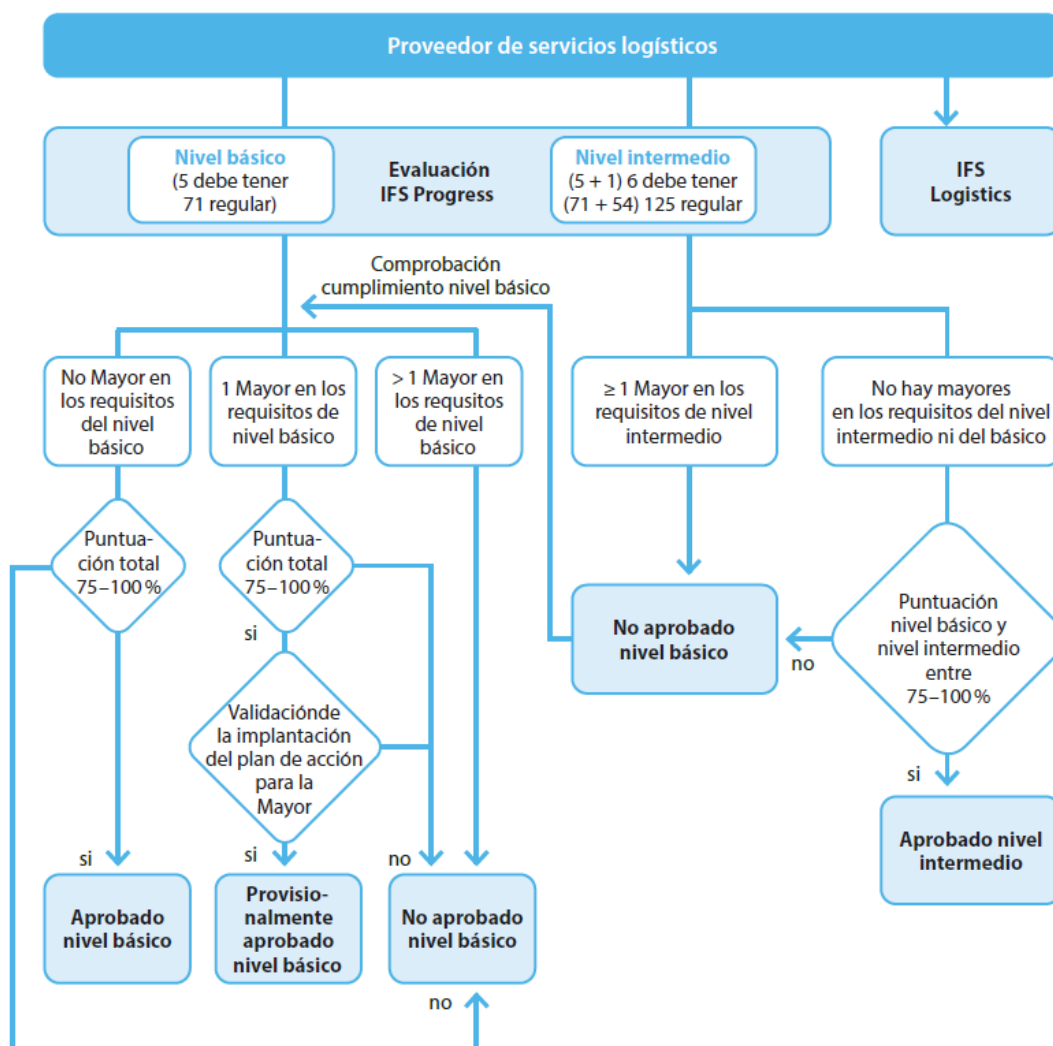 Proveedor de servicios logísticos
Nivel básico
(5 debe tener
71 regular)
Evaluación
IFS Progress
Nivel intermedio
(5 + 1) 6 debe tener
(71 + 54) 125 regular
IFS
Logistics
Comprobación
cumplimiento nivel básico
No Mayor en
los requisitos
del nivel
básico
1 Mayor en los
requisitos de
nivel básico
> 1 Mayor en
los requsitos
de nivel
básico
≥ 1 Mayor en los
requisitos de nivel
intermedio
No hay mayores
en los requisitos del nivel
intermedio ni del básico
Puntua-
ción total
75–100 %
Puntua-
ción total
75–100 %
si
No aprobado
nivel básico
no
Puntuación
nivel básico y
nivel intermedio
entre
75–100 %
Validaciónde
la implantación
del plan de acción
para la
Mayor
si
Aprobado nivel
intermedio
si
si
no
Aprobado
nivel básico
Provisio-
nalmente
aprobado
nivel básico
No aprobado
nivel básico
no